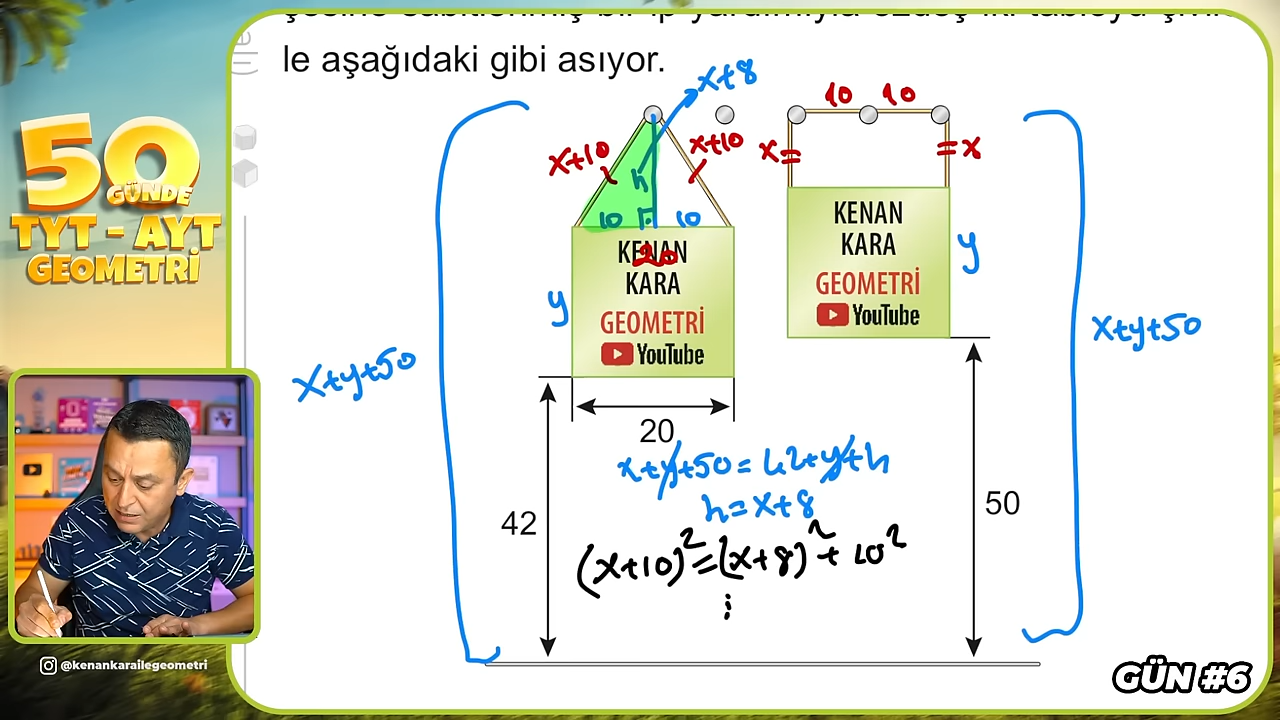 le aşağıdaki gibi asıyor.
50
GÜNDE
TYT - AYT
GEOMETRİ
x+8
x+10
x+10
h
10
10
20
KENAN
KARA
GEOMETRİ
YouTube
y
x+y+50
42
20
10 10
x
x
KENAN
KARA
GEOMETRİ
YouTube
y
50
x+y+50
x+y+50=42+y+h
h=x+8
(x+10)²=(x+8)²+10²
@kenankarailegeometri
GÜN #6